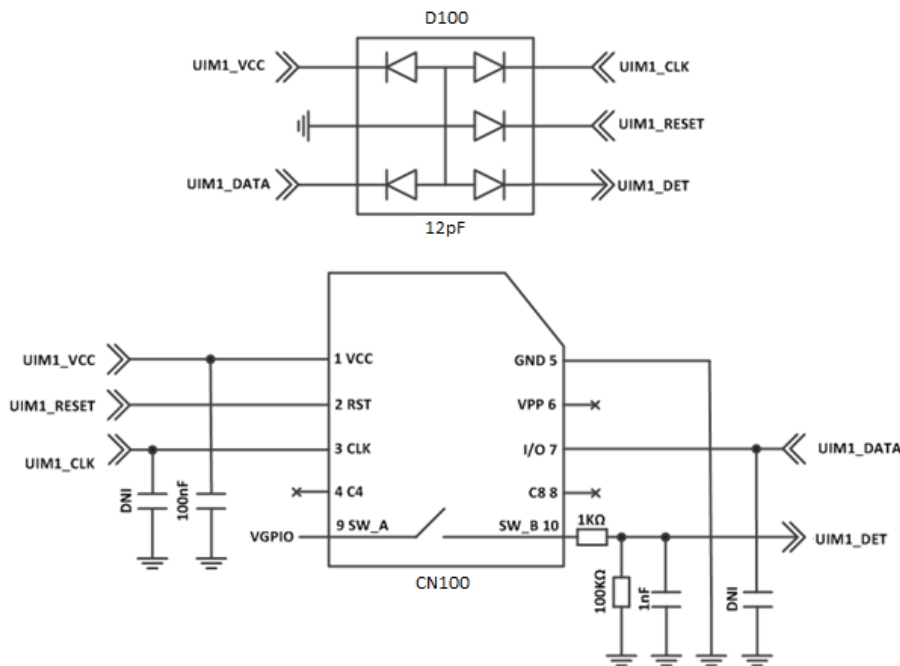 D100
UIM1_VCC
UIM1_CLK
UIM1_RESET
UIM1_DATA
UIM1_DET
12pF
UIM1_VCC
1 VCC
GND 5
UIM1_RESET
2 RST
VPP 6
UIM1_CLK
3 CLK
I/O 7
UIM1_DATA
DNI
100nF
4 C4
C8 8
VGPIO
9 SW_A
SW_B 10
1KΩ
UIM1_DET
CN100
100KΩ
1nF
DNI